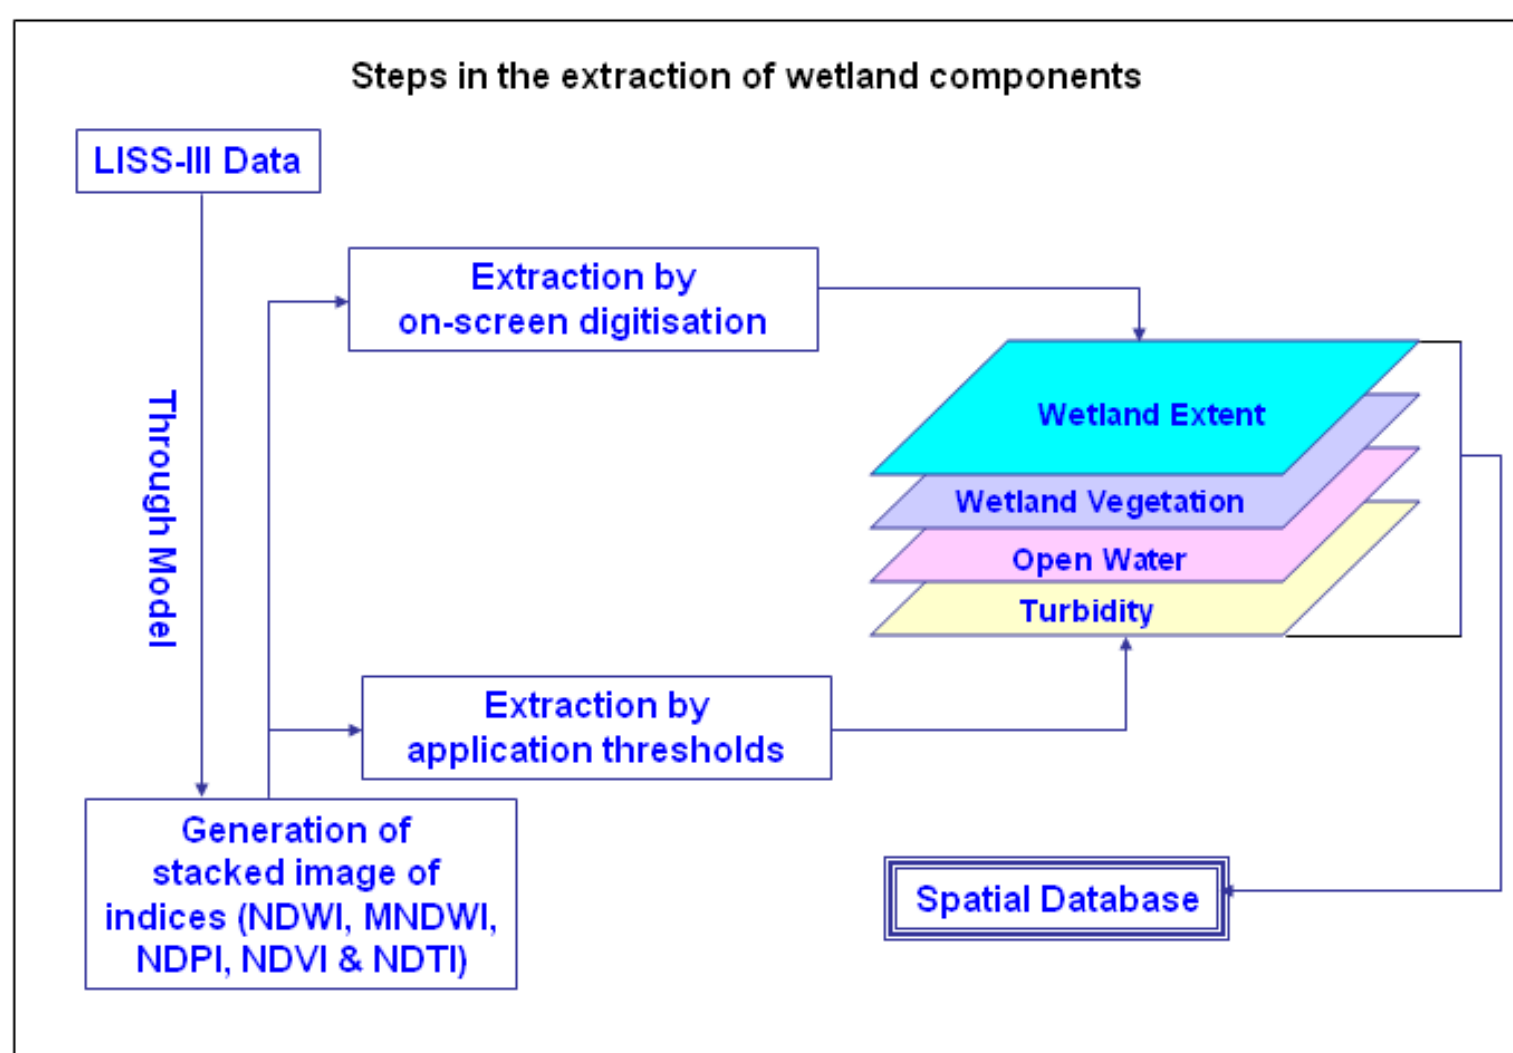 Steps in the extraction of wetland components
LISS-III Data
Through Model
Extraction by
on-screen digitisation
Wetland Extent
Wetland Vegetation
Open Water
Turbidity
Extraction by
application thresholds
Generation of
stacked image of
indices (NDWI, MNDWI,
NDPI, NDVI & NDTI)
Spatial Database